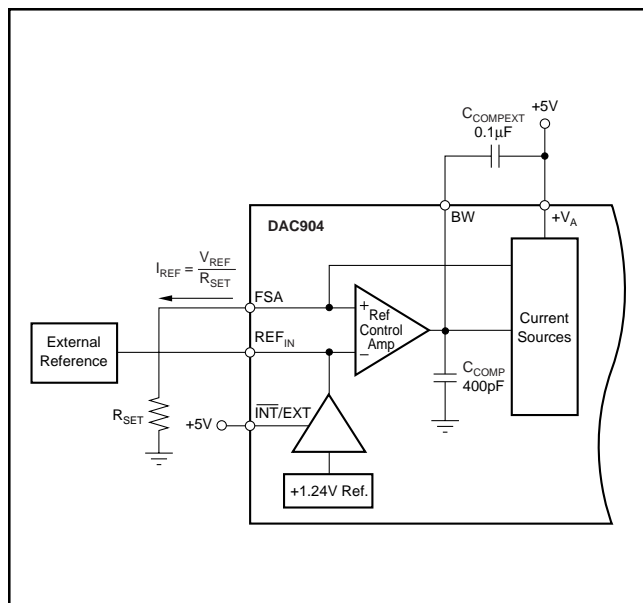 +5V
C_COMPEXT
0.1μF
BW
+V_A
DAC904
I_REF = V_REF / R_SET
FSA
+
Ref
Control
Amp
External
Reference
REF_IN
–
Current
Sources
C_COMP
400pF
R_SET
+5V
I̅N̅T̅/EXT
+1.24V Ref.